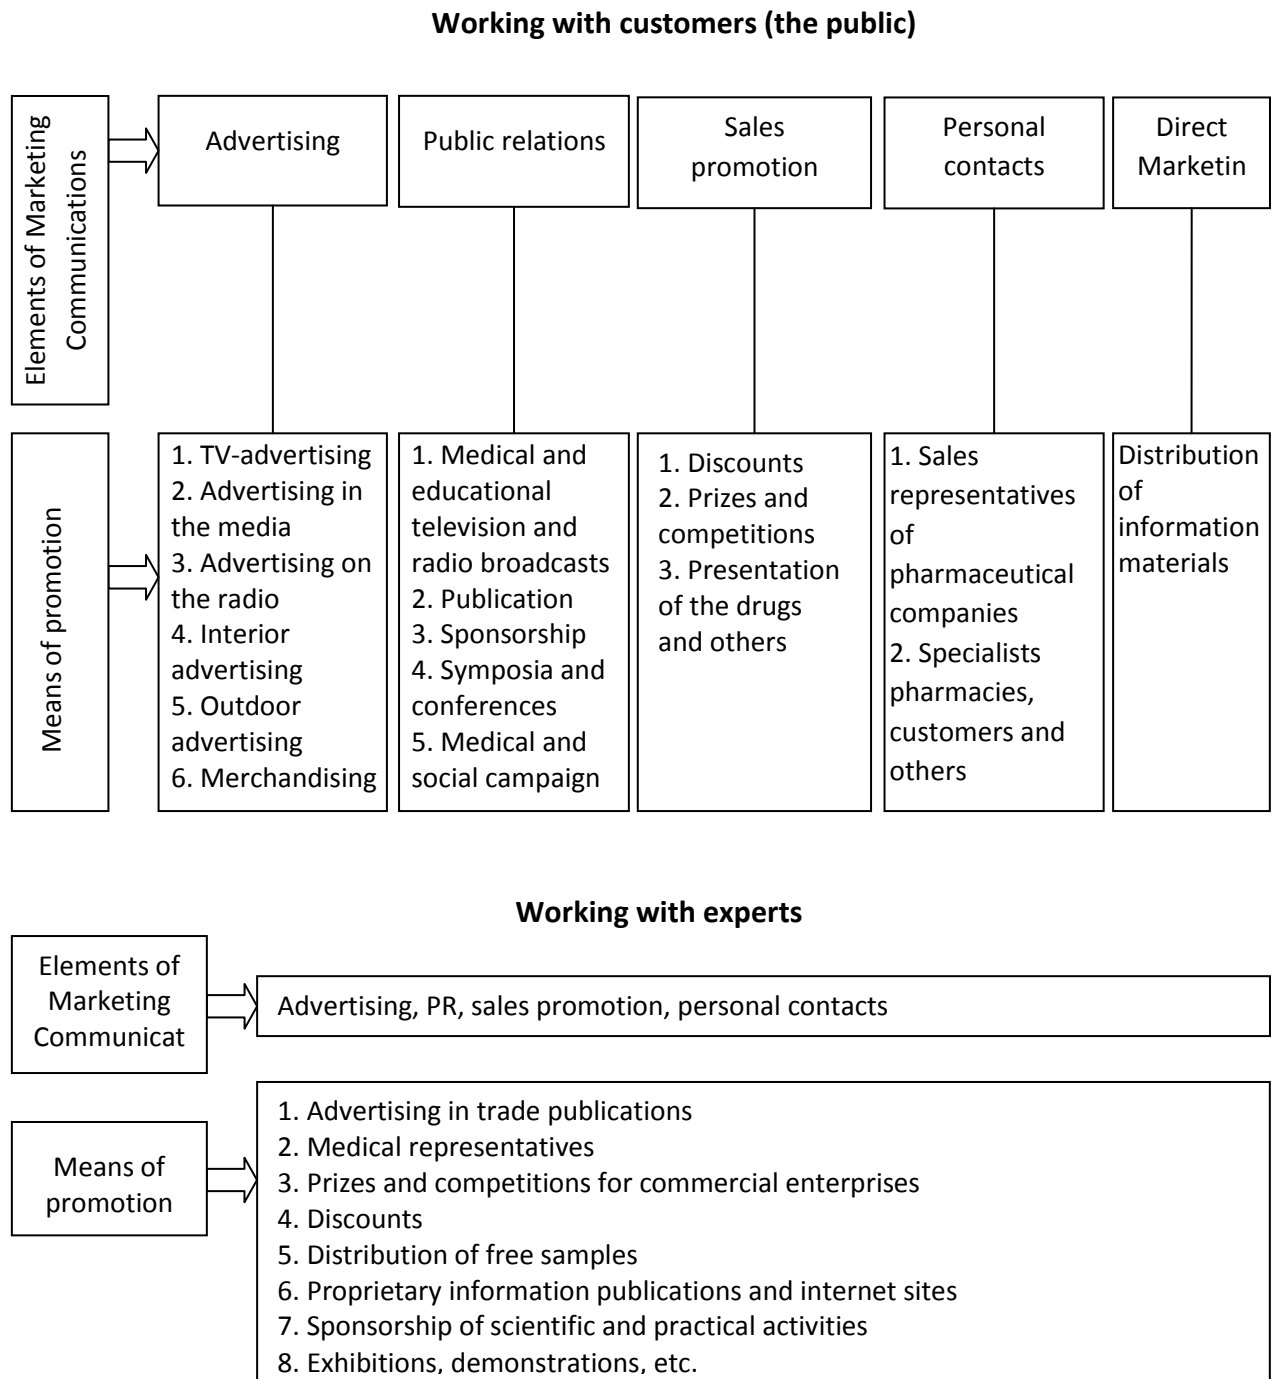 Working with customers (the public)
Elements of Marketing
Communications
Advertising
Public relations
Sales
promotion
Personal
contacts
Direct
Marketin
Means of promotion
1. TV-advertising
2. Advertising in
the media
3. Advertising on
the radio
4. Interior
advertising
5. Outdoor
advertising
6. Merchandising
1. Medical and
educational
television and
radio broadcasts
2. Publication
3. Sponsorship
4. Symposia and
conferences
5. Medical and
social campaign
1. Discounts
2. Prizes and
competitions
3. Presentation
of the drugs
and others
1. Sales
representatives
of
pharmaceutical
companies
2. Specialists
pharmacies,
customers and
others
Distribution
of
information
materials
Working with experts
Elements of
Marketing
Communicat
Advertising, PR, sales promotion, personal contacts
Means of
promotion
1. Advertising in trade publications
2. Medical representatives
3. Prizes and competitions for commercial enterprises
4. Discounts
5. Distribution of free samples
6. Proprietary information publications and internet sites
7. Sponsorship of scientific and practical activities
8. Exhibitions, demonstrations, etc.